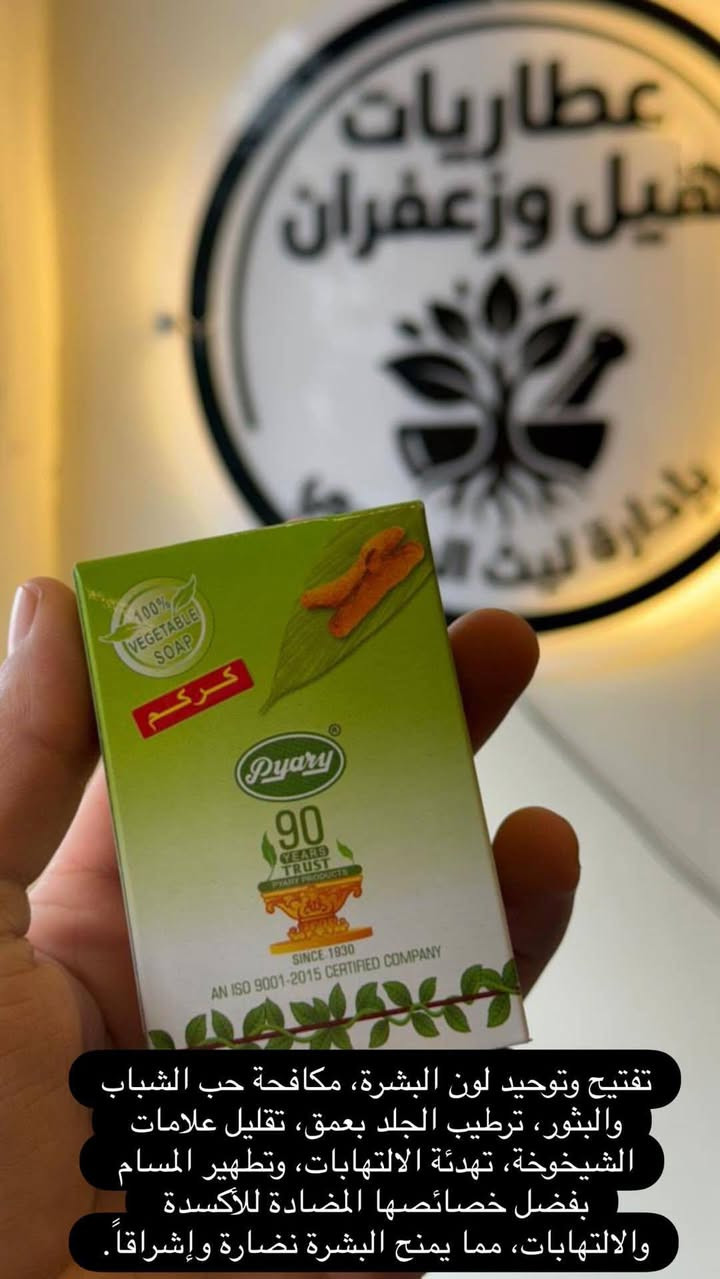 عطاريات
هيل وزعفران
بإدارة ليث
100%
VEGETABLE
SOAP
كركم
Pyary®
90
YEARS
TRUST
PYARY PRODUCTS
SINCE 1930
AN ISO 9001-2015 CERTIFIED COMPANY
تفتيح وتوحيد لون البشرة، مكافحة حب الشباب
والبثور، ترطيب الجلد بعمق، تقليل علامات
الشيخوخة، تهدئة الالتهابات، وتطهير المسام
بفضل خصائصها المضادة للأكسدة
والالتهابات، مما يمنح البشرة نضارة وإشراقاً.